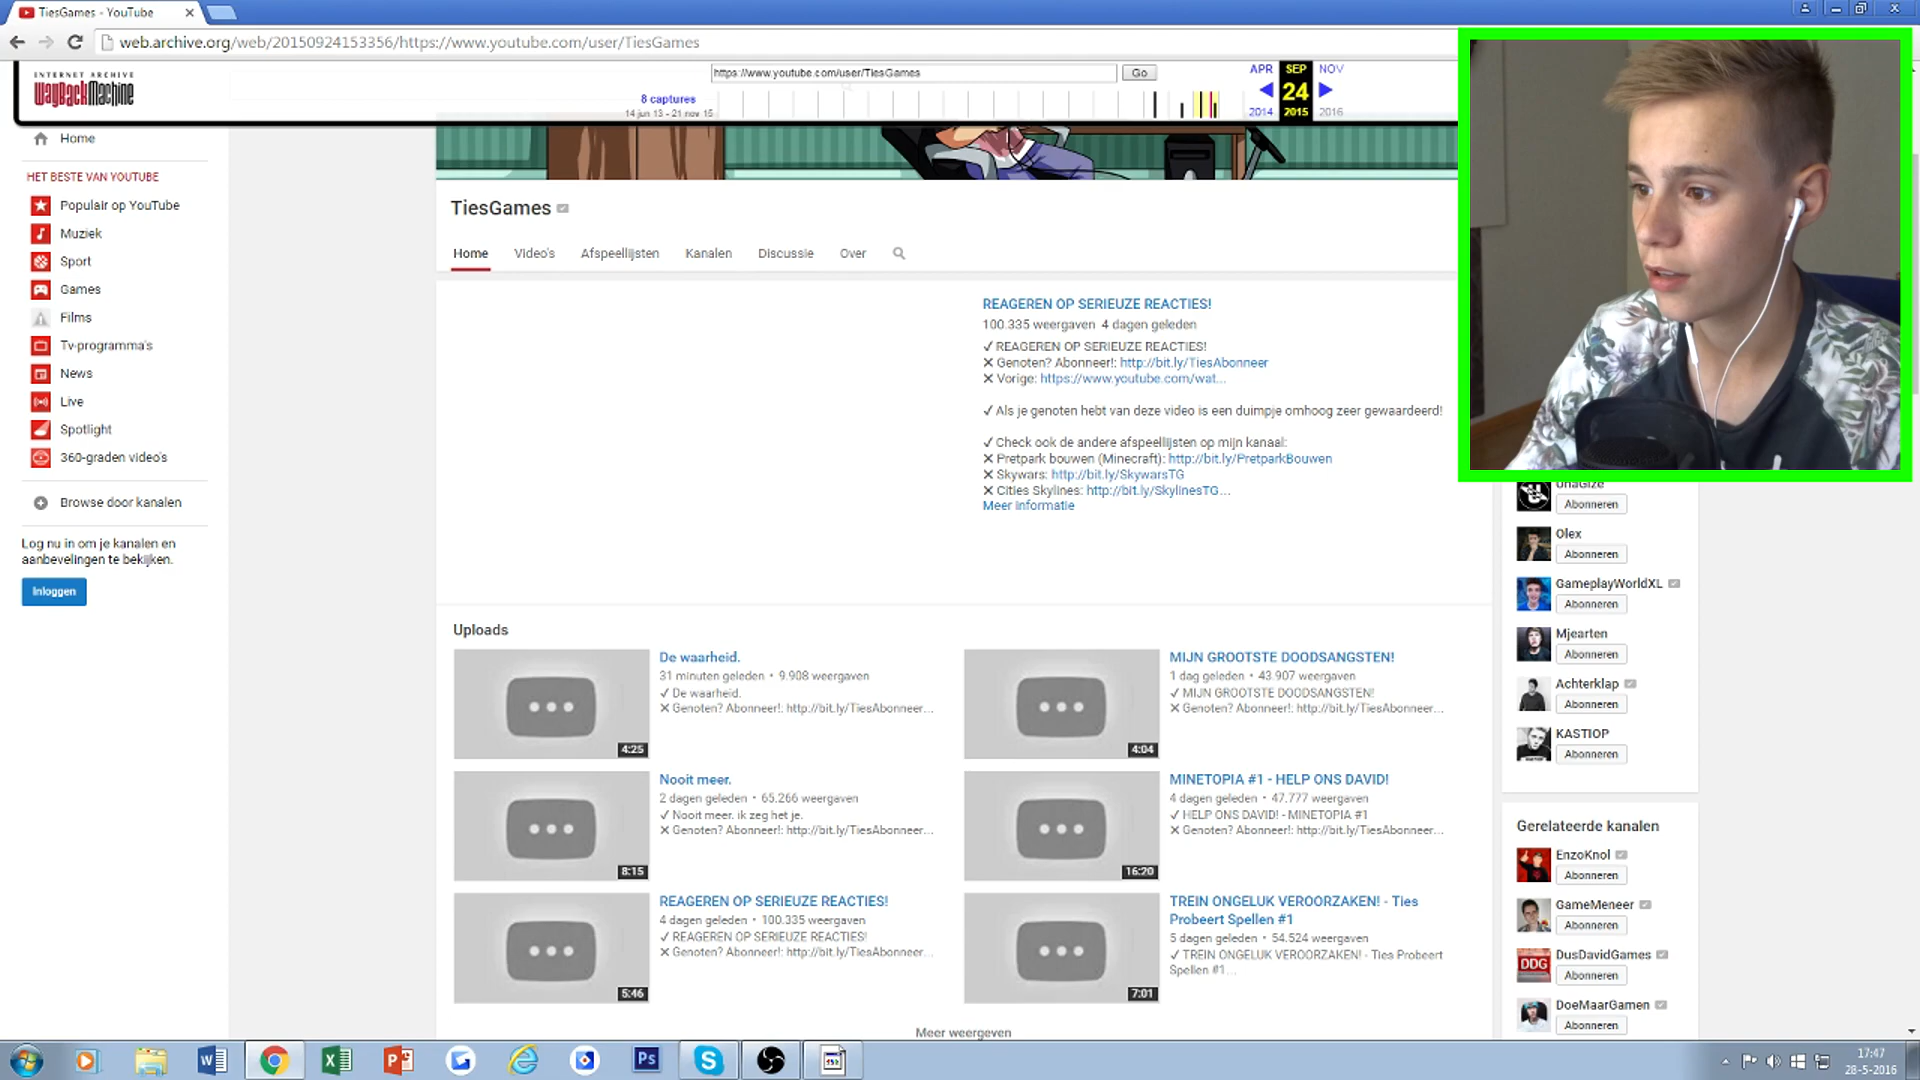 TiesGames - YouTube
web.archive.org/web/20150924153356/https://www.youtube.com/user/TiesGames
INTERNET ARCHIVE
WayBackMachine
https://www.youtube.com/user/TiesGames
Go
8 captures
14 jun 13 - 21 nov 15
APR SEP NOV
24
2014 2015 2016
Home
HET BESTE VAN YOUTUBE
Populair op YouTube
Muziek
Sport
Games
Films
Tv-programma's
News
Live
Spotlight
360-graden video's
Browse door kanalen
Log nu in om je kanalen en
aanbevelingen te bekijken.
Inloggen
TiesGames
Home Video's Afspeellijsten Kanalen Discussie Over
REAGEREN OP SERIEUZE REACTIES!
100.335 weergaven 4 dagen geleden
✓ REAGEREN OP SERIEUZE REACTIES!
✕ Genoten? Abonneer!: http://bit.ly/TiesAbonneer
✕ Vorige: https://www.youtube.com/wat...
✓ Als je genoten hebt van deze video is een duimpje omhoog zeer gewaardeerd!
✓ Check ook de andere afspeellijsten op mijn kanaal:
✕ Pretpark bouwen (Minecraft): http://bit.ly/PretparkBouwen
✕ Skywars: http://bit.ly/SkywarsTG
✕ Cities Skylines: http://bit.ly/SkylinesTG...
Meer informatie
Uploads
De waarheid.
31 minuten geleden • 9.908 weergaven
✓ De waarheid.
✕ Genoten? Abonneer!: http://bit.ly/TiesAbonneer...
4:25
MIJN GROOTSTE DOODSANGSTEN!
1 dag geleden • 43.907 weergaven
✓ MIJN GROOTSTE DOODSANGSTEN!
✕ Genoten? Abonneer!: http://bit.ly/TiesAbonneer...
4:04
Nooit meer.
2 dagen geleden • 65.266 weergaven
✓ Nooit meer. ik zeg het je.
✕ Genoten? Abonneer!: http://bit.ly/TiesAbonneer...
8:15
MINETOPIA #1 - HELP ONS DAVID!
4 dagen geleden • 47.777 weergaven
✓ HELP ONS DAVID! - MINETOPIA #1
✕ Genoten? Abonneer!: http://bit.ly/TiesAbonneer...
16:20
REAGEREN OP SERIEUZE REACTIES!
4 dagen geleden • 100.335 weergaven
✓ REAGEREN OP SERIEUZE REACTIES!
✕ Genoten? Abonneer!: http://bit.ly/TiesAbonneer...
5:46
TREIN ONGELUK VEROORZAKEN! - Ties
Probeert Spellen #1
5 dagen geleden • 54.524 weergaven
✓ TREIN ONGELUK VEROORZAKEN! - Ties Probeert
Spellen #1...
7:01
Meer weergeven
UnaGize
Abonneren
Olex
Abonneren
GameplayWorldXL
Abonneren
Mjearten
Abonneren
Achterklap
Abonneren
KASTIOP
Abonneren
Gerelateerde kanalen
EnzoKnol
Abonneren
GameMeneer
Abonneren
DDG
DusDavidGames
Abonneren
DoeMaarGamen
Abonneren
Ps
17:47
28-5-2016